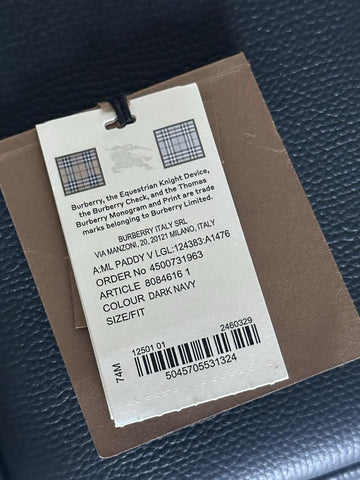 Burberry, the Equestrian Knight Device,
the Burberry Check, and the Thomas
Burberry Monogram and Print are trade
marks belonging to Burberry Limited.
BURBERRY ITALY SRL
VIA MANZONI, 20, 20121 MILANO, ITALY
A:ML PADDY V LGL:124383:A1476
ORDER No 4500731963
ARTICLE 8084616 1
COLOUR DARK NAVY
SIZE/FIT
74M
12501 01 2460329
5045705531324